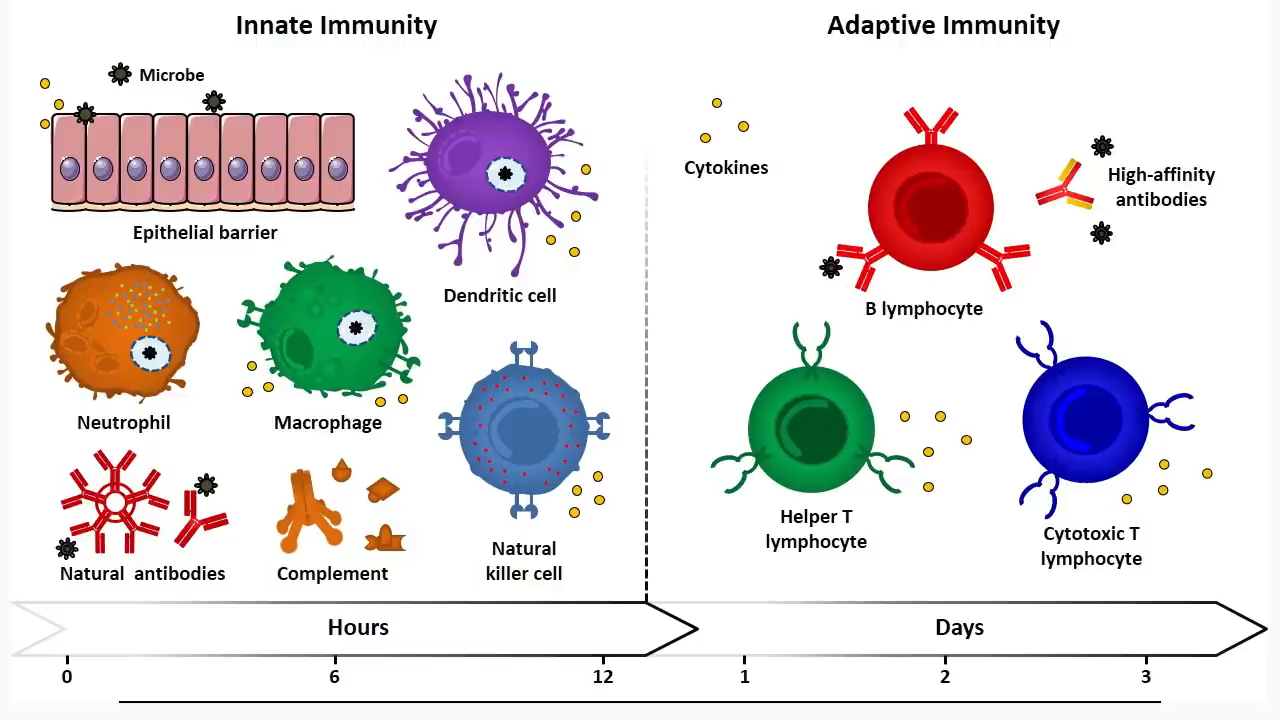 Innate Immunity
Microbe
Epithelial barrier
Dendritic cell
Neutrophil
Macrophage
Natural antibodies
Complement
Natural
killer cell
Adaptive Immunity
Cytokines
High-affinity
antibodies
B lymphocyte
Helper T
lymphocyte
Cytotoxic T
lymphocyte
Hours
Days
0
6
12
1
2
3